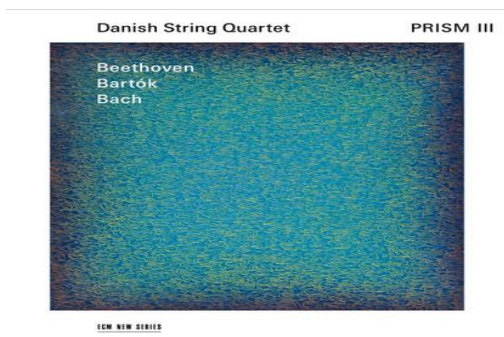 Danish String Quartet PRISM III
Beethoven
Bartók
Bach
ECM NEW SERIES